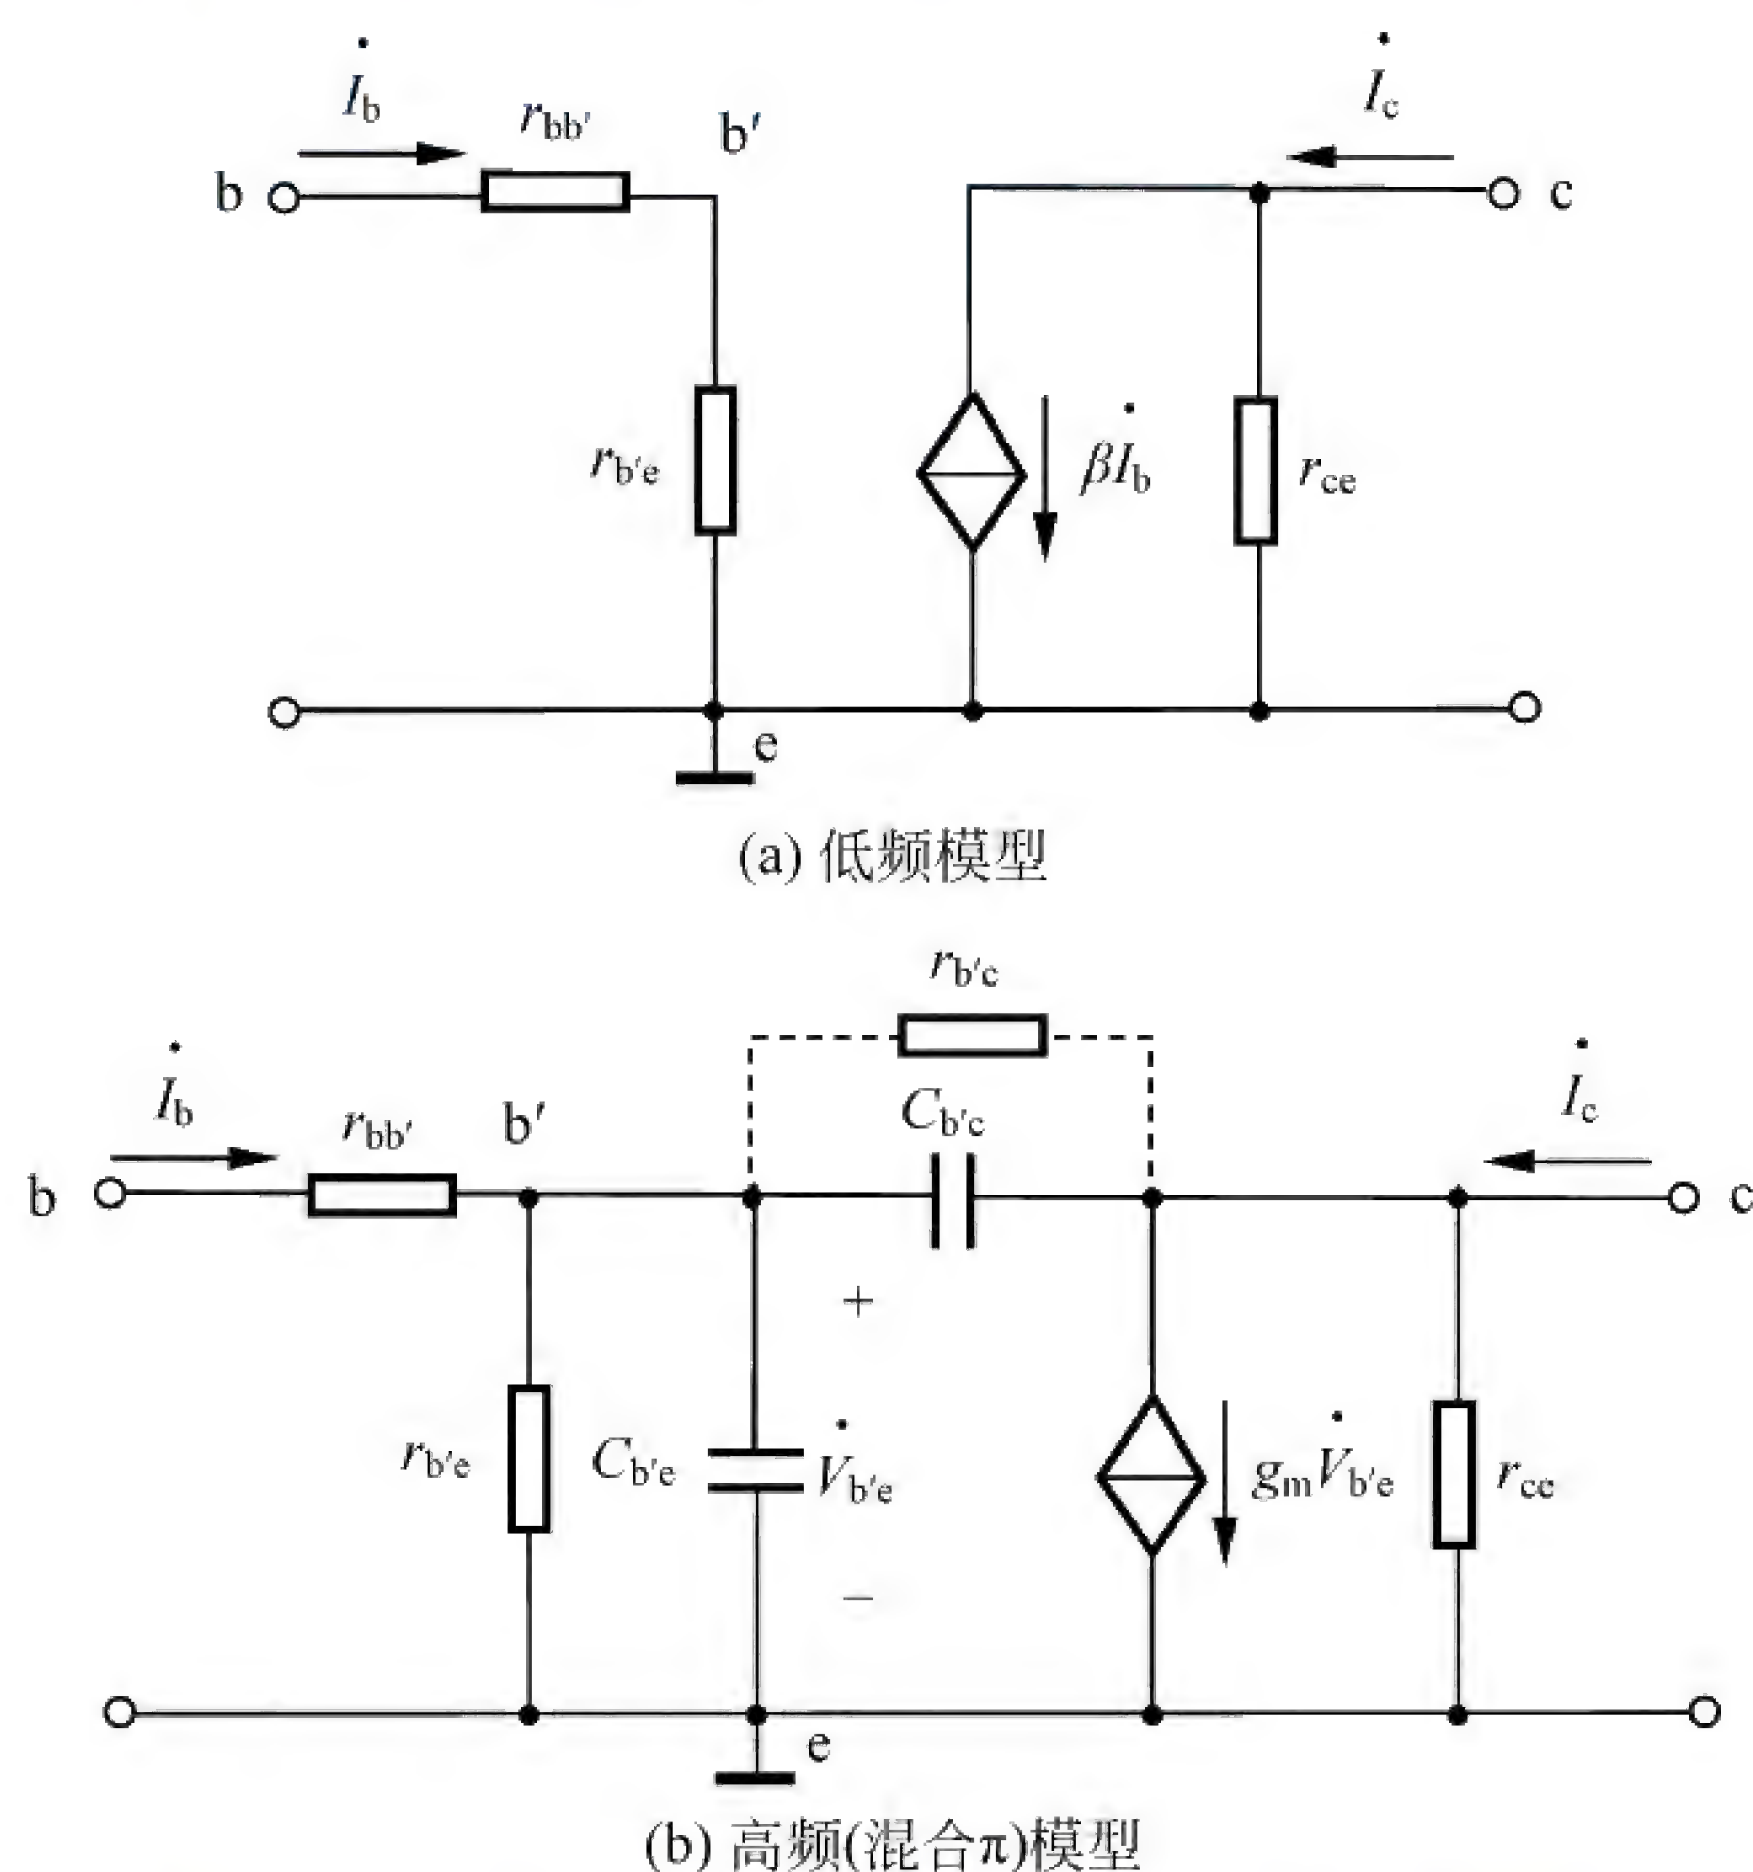 İb
rbb′
b′
İc
b
c
rb′e
βİb
rce
e
(a) 低频模型
rb′c
Cb′c
İb
rbb′
b′
İc
b
c
+
rb′e
Cb′e
V̇b′e
gmV̇b′e
rce
−
e
(b) 高频(混合π)模型